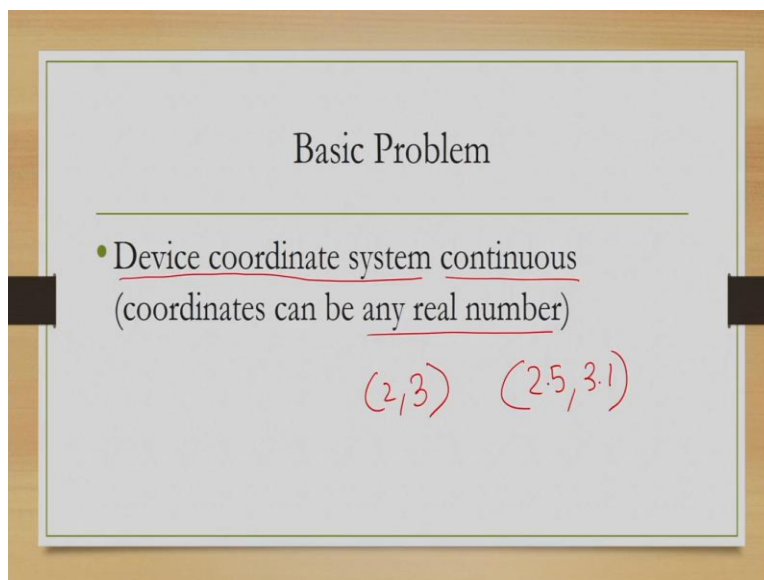 Basic Problem
• Device coordinate system continuous
(coordinates can be any real number)
(2,3) (2.5, 3.1)